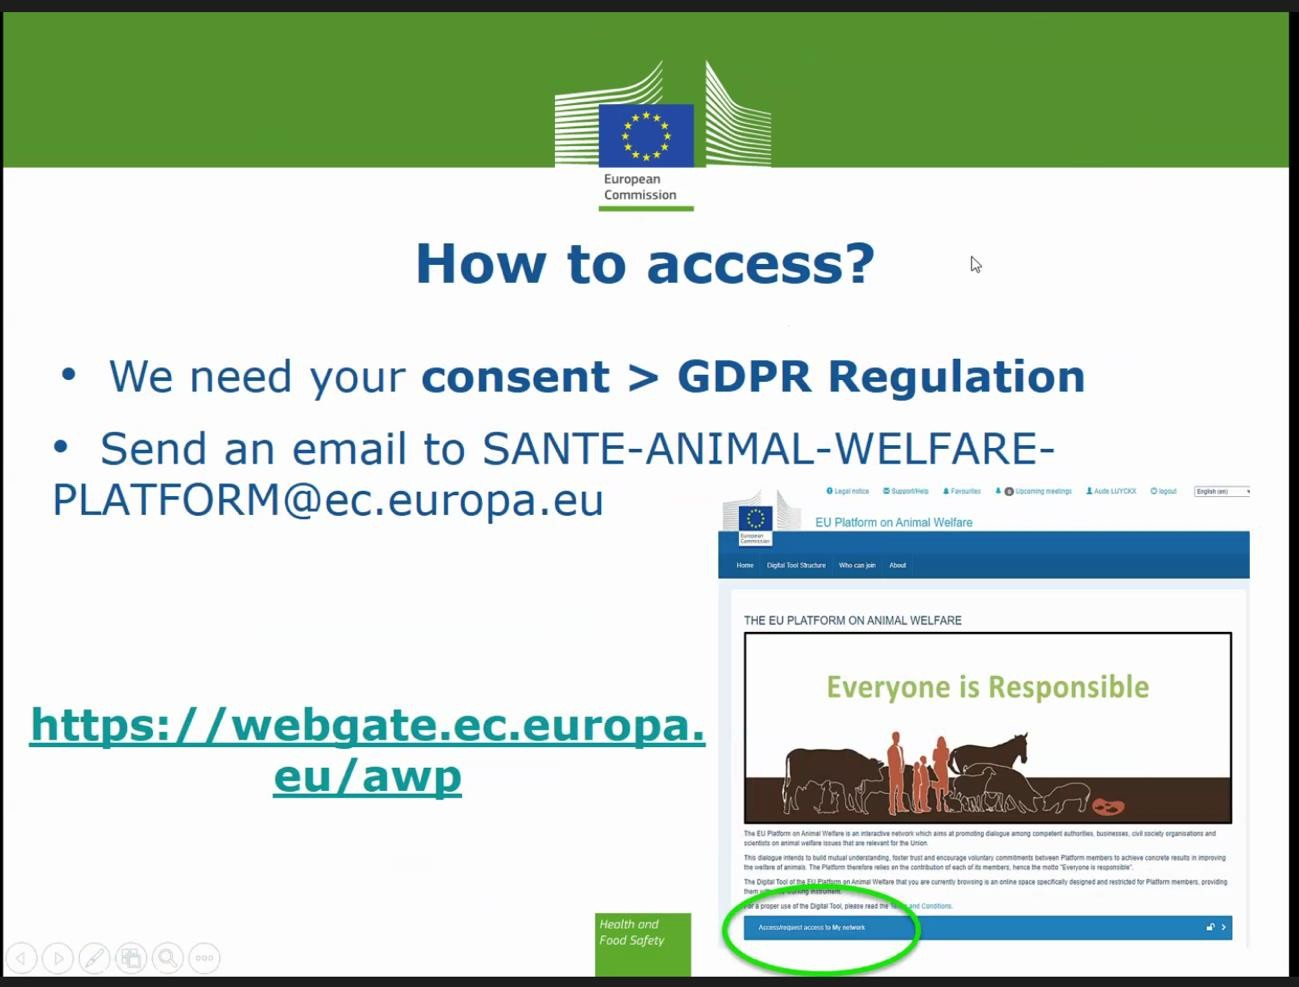 European
Commission
How to access?
• We need your consent > GDPR Regulation
• Send an email to SANTE-ANIMAL-WELFARE-
PLATFORM@ec.europa.eu
https://webgate.ec.europa.
eu/awp
Legal notice Support/Help Favourites 0 Upcoming meetings Aude LUYCKX logout English (en)
European
Commission
EU Platform on Animal Welfare
Home Digital Tool Structure Who can join About
THE EU PLATFORM ON ANIMAL WELFARE
Everyone is Responsible
The EU Platform on Animal Welfare is an interactive network which aims at promoting dialogue among competent authorities, businesses, civil society organisations and
scientists on animal welfare issues that are relevant for the Union.
This dialogue intends to build mutual understanding, foster trust and encourage voluntary commitments between Platform members to achieve concrete results in improving
the welfare of animals. The Platform therefore relies on the contribution of each of its members, hence the motto "Everyone is responsible".
The Digital Tool of the EU Platform on Animal Welfare that you are currently browsing is an online space specifically designed and restricted for Platform members, providing
them instrument.
For a proper use of the Digital Tool, please read the Terms and Conditions.
Access/request access to My network
Health and
Food Safety